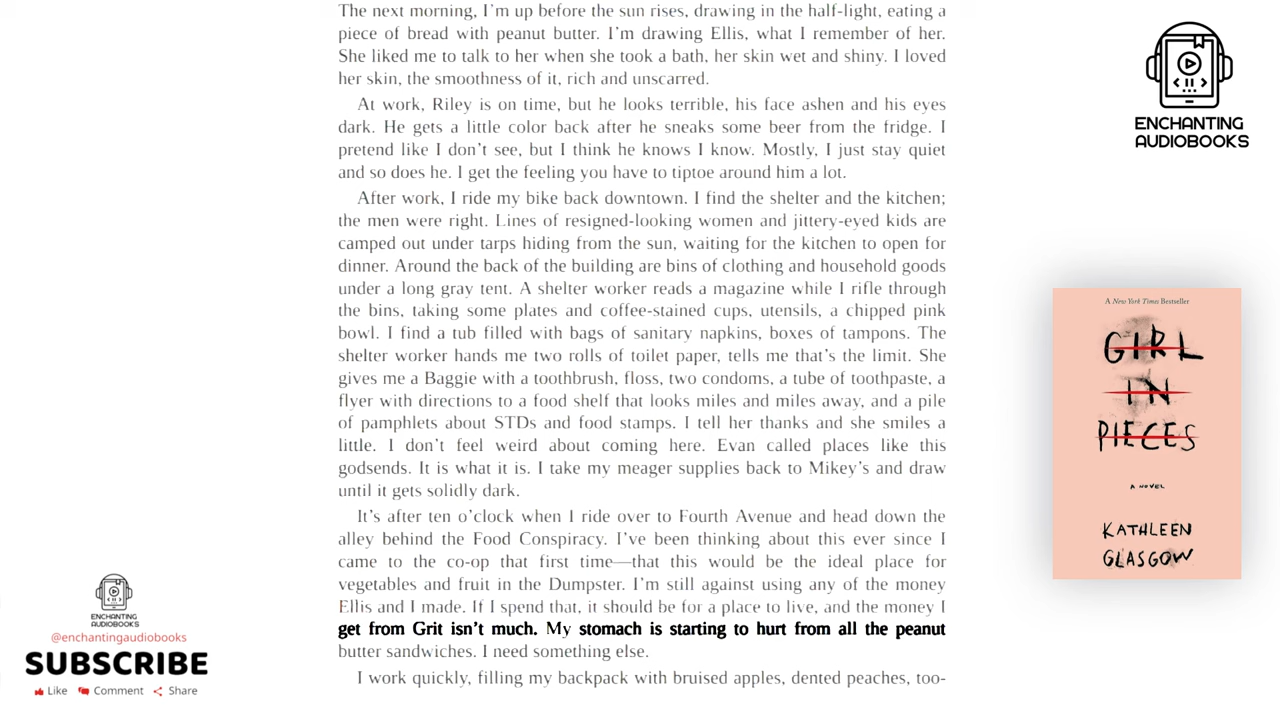 The next morning, I'm up before the sun rises, drawing in the half-light, eating a
piece of bread with peanut butter. I'm drawing Ellis, what I remember of her.
She liked me to talk to her when she took a bath, her skin wet and shiny. I loved
her skin, the smoothness of it, rich and unscarred.
At work, Riley is on time, but he looks terrible, his face ashen and his eyes
dark. He gets a little color back after he sneaks some beer from the fridge. I
pretend like I don't see, but I think he knows I know. Mostly, I just stay quiet
and so does he. I get the feeling you have to tiptoe around him a lot.
After work, I ride my bike back downtown. I find the shelter and the kitchen;
the men were right. Lines of resigned-looking women and jittery-eyed kids are
camped out under tarps hiding from the sun, waiting for the kitchen to open for
dinner. Around the back of the building are bins of clothing and household goods
under a long gray tent. A shelter worker reads a magazine while I rifle through
the bins, taking some plates and coffee-stained cups, utensils, a chipped pink
bowl. I find a tub filled with bags of sanitary napkins, boxes of tampons. The
shelter worker hands me two rolls of toilet paper, tells me that's the limit. She
gives me a Baggie with a toothbrush, floss, two condoms, a tube of toothpaste, a
flyer with directions to a food shelf that looks miles and miles away, and a pile
of pamphlets about STDs and food stamps. I tell her thanks and she smiles a
little. I don't feel weird about coming here. Evan called places like this
godsends. It is what it is. I take my meager supplies back to Mikey's and draw
until it gets solidly dark.
It's after ten o'clock when I ride over to Fourth Avenue and head down the
alley behind the Food Conspiracy. I've been thinking about this ever since I
came to the co-op that first time—that this would be the ideal place for
vegetables and fruit in the Dumpster. I'm still against using any of the money
Ellis and I made. If I spend that, it should be for a place to live, and the money I
get from Grit isn't much. My stomach is starting to hurt from all the peanut
butter sandwiches. I need something else.
I work quickly, filling my backpack with bruised apples, dented peaches, too-
ENCHANTING
AUDIOBOOKS
A New York Times Bestseller
GIRL
IN
PIECES
A NOVEL
KATHLEEN
GLASGOW
ENCHANTING
AUDIOBOOKS
@enchantingaudiobooks
SUBSCRIBE
Like Comment Share